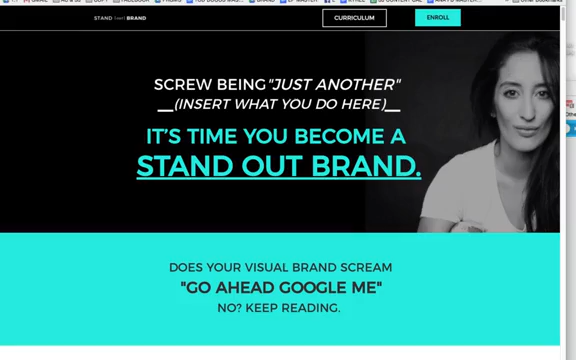 STAND BRAND
CURRICULUM
ENROLL
SCREW BEING "JUST ANOTHER"
__(INSERT WHAT YOU DO HERE)__
IT'S TIME YOU BECOME A
STAND OUT BRAND.
DOES YOUR VISUAL BRAND SCREAM
"GO AHEAD GOOGLE ME"
NO? KEEP READING.